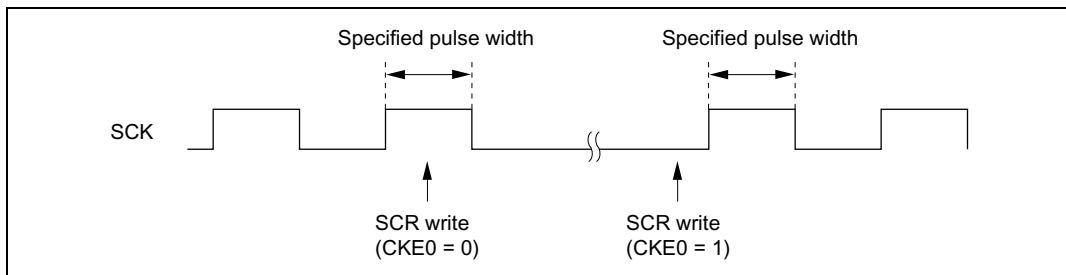 Specified pulse width
Specified pulse width
SCK
SCR write
(CKE0 = 0)
SCR write
(CKE0 = 1)